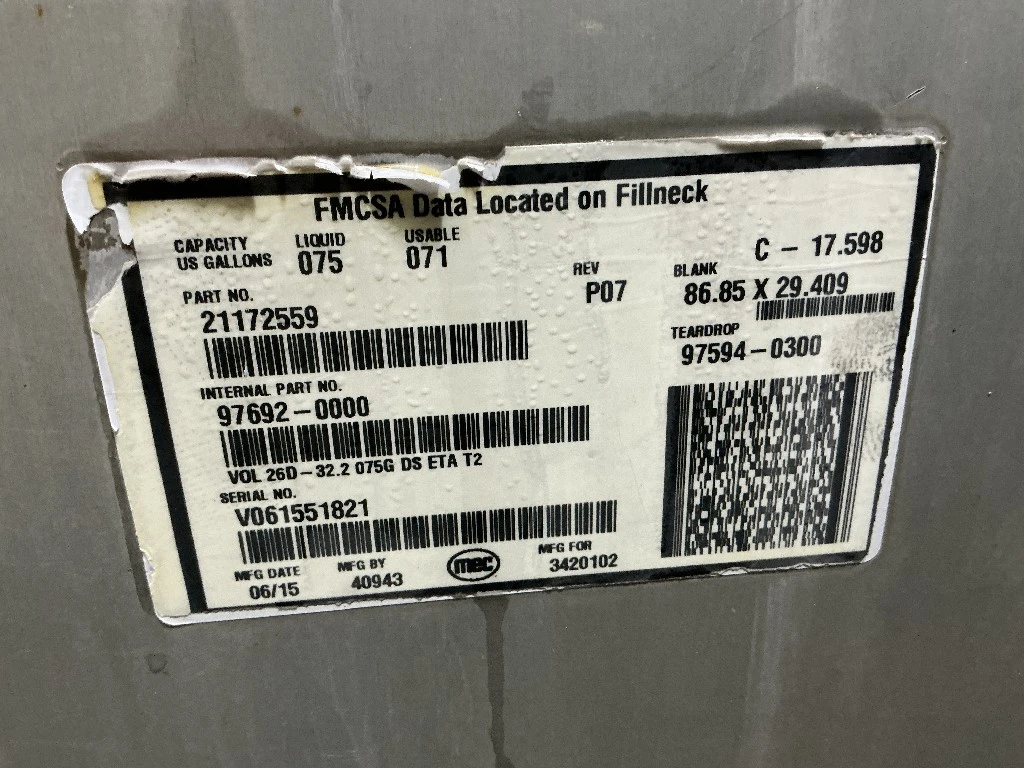 FMCSA Data Located on Fillneck
CAPACITY US GALLONS
LIQUID 075
USABLE 071
C - 17.598
PART NO.
21172559
REV
P07
BLANK
86.85 X 29.409
TEARDROP
97594-0300
INTERNAL PART NO.
97692-0000
VOL 26D-32.2 075G DS ETA T2
SERIAL NO.
V061551821
MFG DATE
06/15
MFG BY
40943
mec
MFG FOR
3420102